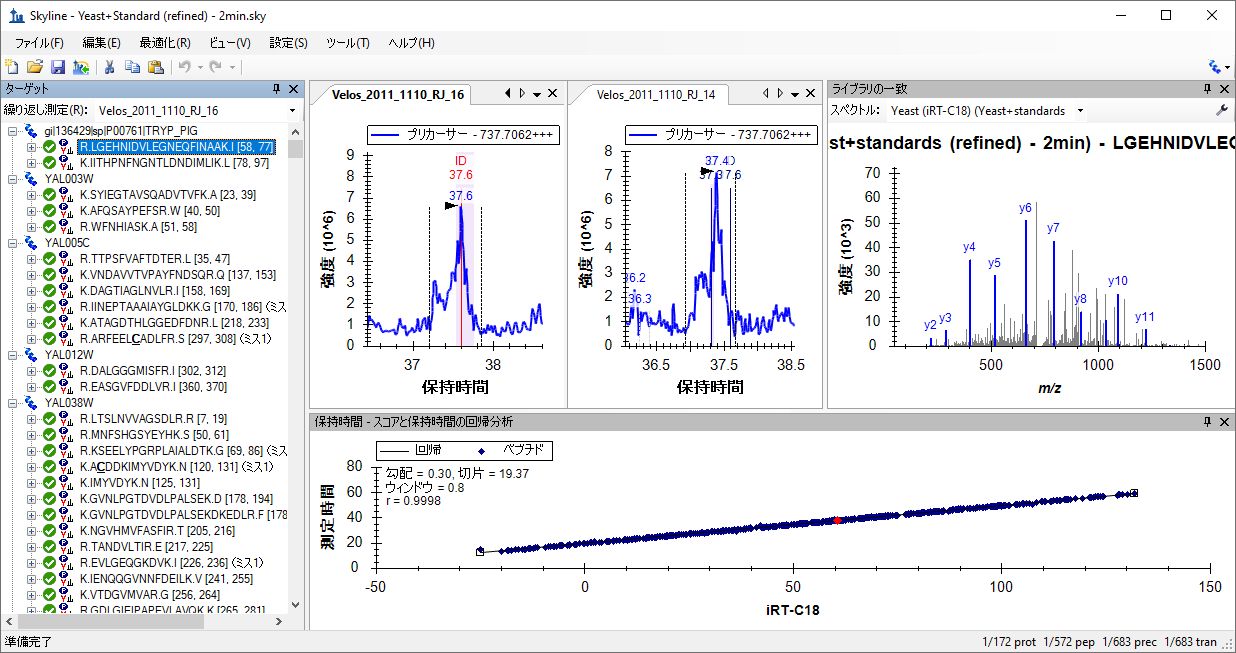 Skyline - Yeast+Standard (refined) - 2min.sky
ファイル(F) 編集(E) 最適化(R) ビュー(V) 設定(S) ツール(T) ヘルプ(H)
ターゲット
繰り返し測定(R): Velos_2011_1110_RJ_16
gi|136429|sp|P00761|TRYP_PIG
R.LGEHNIDVLEGNEQFINAAK.I [58, 77]
K.IITHPNFNGNTLDNDIMLIK.L [78, 97]
YAL003W
K.SYIEGTAVSQADVTVFK.A [23, 39]
K.AFQSAYPEFSR.W [40, 50]
R.WFNHIASK.A [51, 58]
YAL005C
R.TTPSFVAFTDTER.L [35, 47]
K.VNDAVVTVPAYFNDSQR.Q [137, 153]
K.DAGTIAGLNVLR.I [158, 169]
R.IINEPTAAAIAYGLDKK.G [170, 186] (ミス
K.ATAGDTHLGGEDFDNR.L [218, 233]
R.ARFEELCADLFR.S [297, 308] (ミス1)
YAL012W
R.DALGGGMISFR.I [302, 312]
R.EASGVFDDLVR.I [360, 370]
YAL038W
R.LTSLNVVAGSDLR.R [7, 19]
R.MNFSHGSYEYHK.S [50, 61]
R.KSEELYPGRPLAIALDTK.G [69, 86] (ミス
K.ACDDKIMYVDYK.N [120, 131] (ミス1)
K.IMYVDYK.N [125, 131]
K.GVNLPGTDVDLPALSEK.D [178, 194]
K.GVNLPGTDVDLPALSEKDKEDLR.F [178
K.NGVHMVFASFIR.T [205, 216]
R.TANDVLTIR.E [217, 225]
R.EVLGEQGKDVK.I [226, 236] (ミス1)
K.IENQQGVNNFDEILK.V [241, 255]
K.VTDGVMVAR.G [256, 264]
R.GDLGIEIPAPEVLAVQK.K [265, 281]
Velos_2011_1110_RJ_16
プリカーサー - 737.7062+++
ID
37.6
37.6
強度 (10^6)
9
8
7
6
5
4
3
2
1
0
37 38
保持時間
Velos_2011_1110_RJ_14
プリカーサー - 737.7062+++
37.4
37.6
36.2
36.3
強度 (10^6)
8
7
6
5
4
3
2
1
0
36.5 37.5 38.5
保持時間
ライブラリの一致
スペクトル: Yeast (iRT-C18) (Yeast+standards
st+standards (refined) - 2min) - LGEHNIDVLEG
強度 (10^3)
70
60
50
40
30
20
10
0
y2 y3 y4 y5 y6 y7 y8 y10 y11
500 1000 1500
m/z
保持時間 - スコアと保持時間の回帰分析
回帰 ペプチド
勾配 = 0.30, 切片 = 19.37
ウィンドウ = 0.8
r = 0.9998
測定時間
80
60
40
20
0
-50 0 50 100 150
iRT-C18
準備完了 1/172 prot 1/572 pep 1/683 prec 1/683 tran